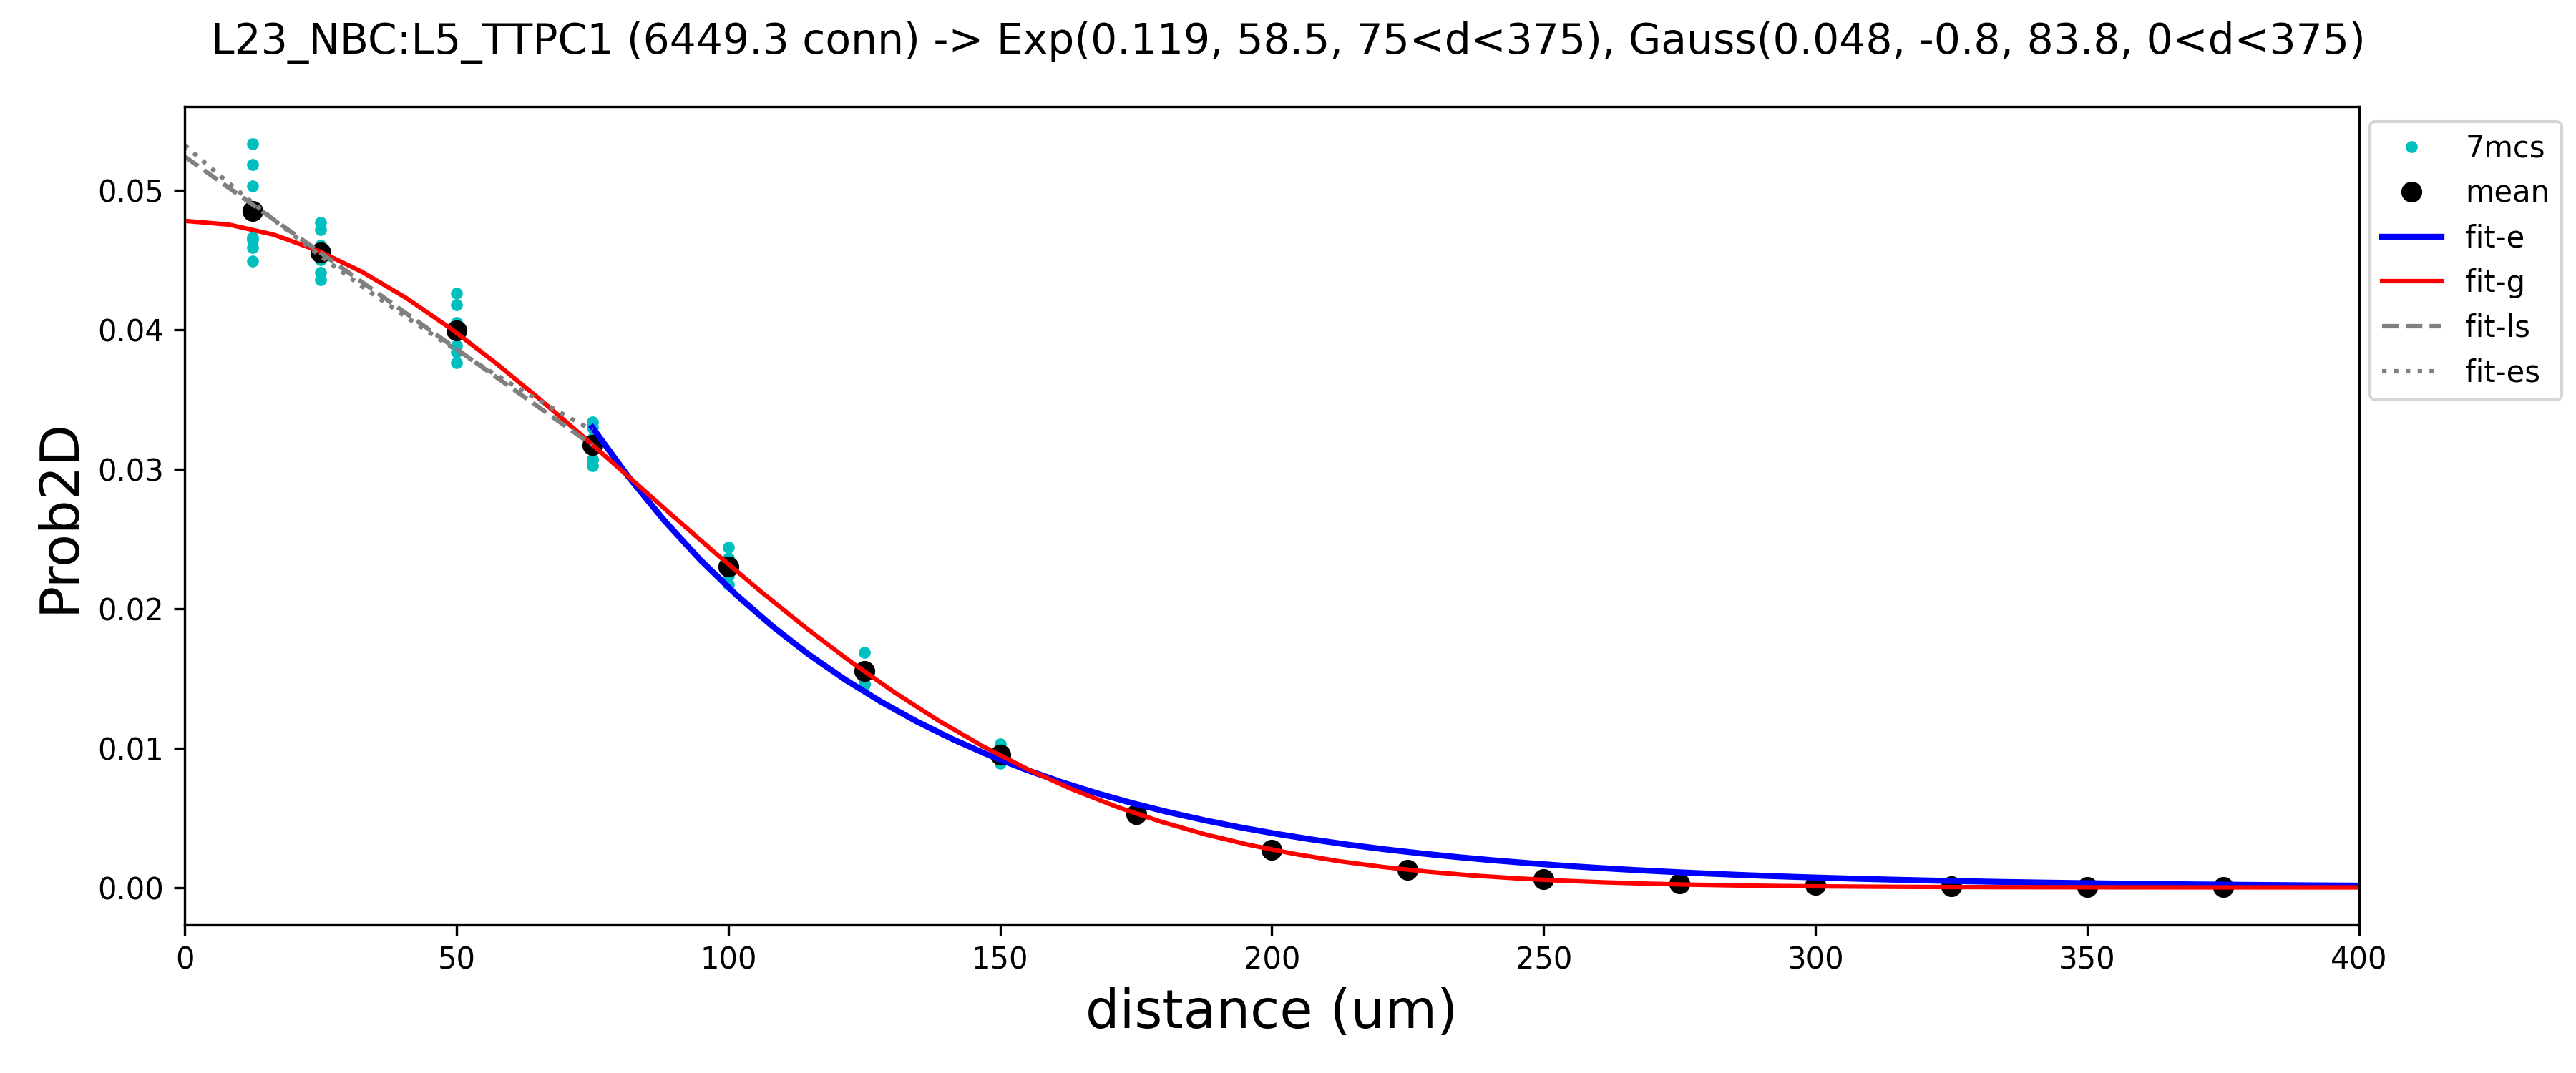 L23_NBC:L5_TTPC1 (6449.3 conn) -> Exp(0.119, 58.5, 75<d<375), Gauss(0.048, -0.8, 83.8, 0<d<375)
7mcs
mean
fit-e
fit-g
fit-ls
fit-es
Prob2D
0.05
0.04
0.03
0.02
0.01
0.00
0 50 100 150 200 250 300 350 400
distance (um)